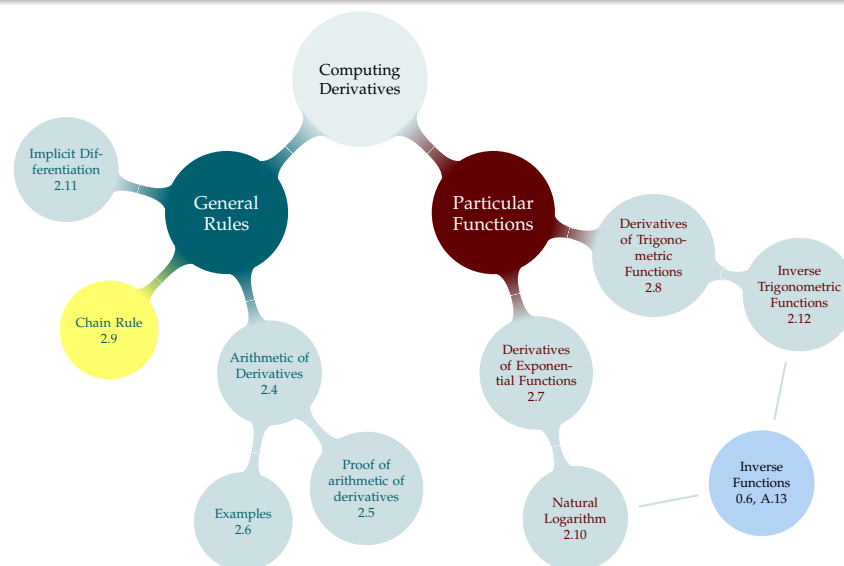 Computing
Derivatives
General
Rules
Implicit Dif-
ferentiation
2.11
Chain Rule
2.9
Arithmetic of
Derivatives
2.4
Examples
2.6
Proof of
arithmetic of
derivatives
2.5
Particular
Functions
Derivatives
of Trigono-
metric
Functions
2.8
Inverse
Trigonometric
Functions
2.12
Derivatives
of Exponen-
tial Functions
2.7
Natural
Logarithm
2.10
Inverse
Functions
0.6, A.13